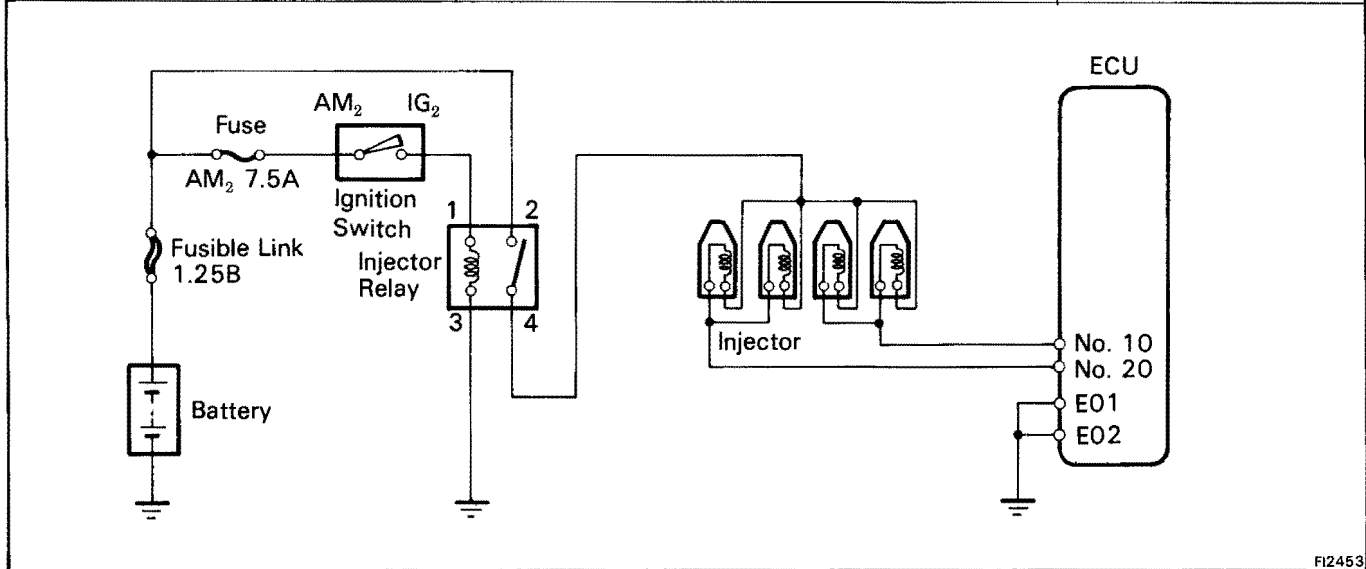 ECU
AM₂ IG₂
Fuse
AM₂ 7.5A
Ignition
Switch
1 2
Fusible Link
1.25B
Injector
Relay
3 4
Injector
No. 10
No. 20
E01
E02
Battery
FI2453